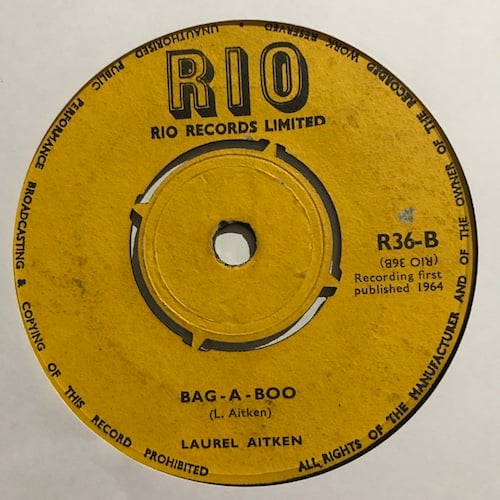 RIO
RIO RECORDS LIMITED
R36-B
(RIO 36B)
Recording first
published 1964
BAG-A-BOO
(L. Aitken)
LAUREL AITKEN
ALL RIGHTS OF THE MANUFACTURER AND OF THE OWNER OF THE RECORDED WORK RESERVED
UNAUTHORISED PUBLIC PERFORMANCE BROADCASTING & COPYING OF THIS RECORD PROHIBITED